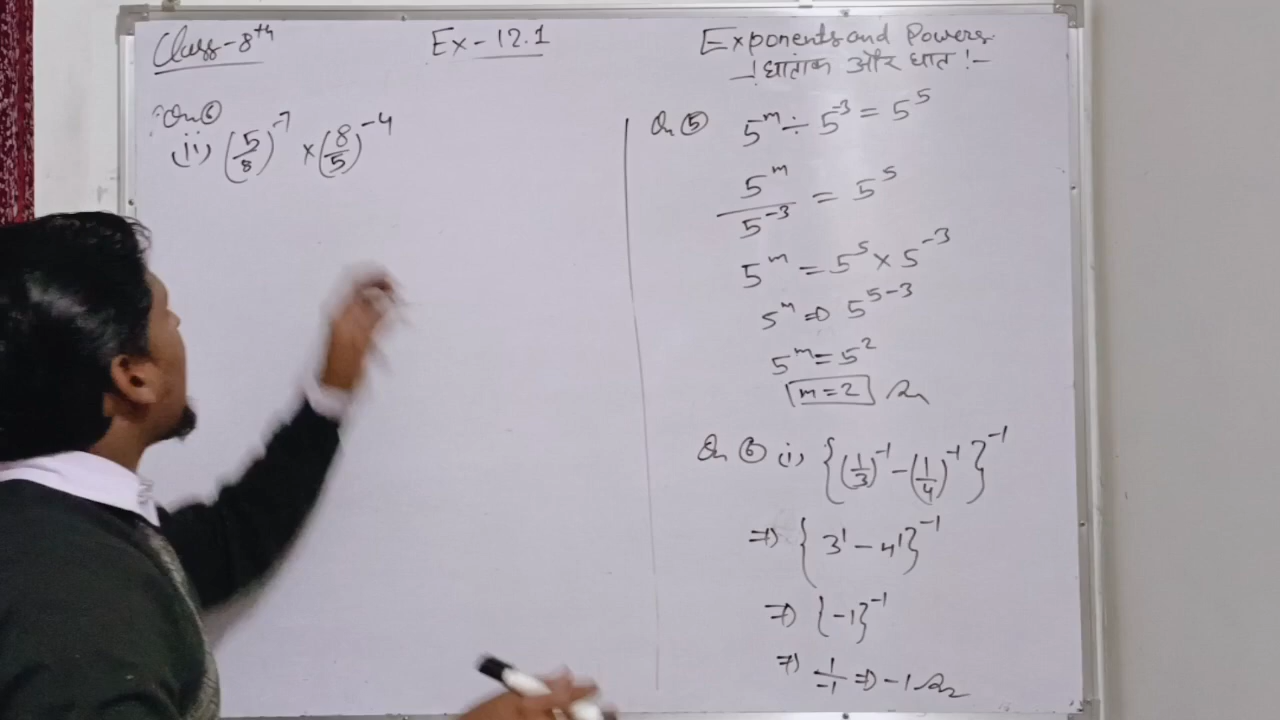 Class-8th
Ex-12.1
Exponents and Powers
घातांक और घात :-
Qn 6
(ii) (5/8)^-7 × (8/5)^-4
Qn 5 5^m ÷ 5^-3 = 5^5
5^m/5^-3 = 5^5
5^m = 5^5 × 5^-3
5^m ⇒ 5^5-3
5^m = 5^2
m = 2
Qn 6 (i) {(1/3)^-1 - (1/4)^-1}^-1
⇒ {3^1 - 4^1}^-1
⇒ {-1}^-1
⇒ 1/-1 ⇒ -1